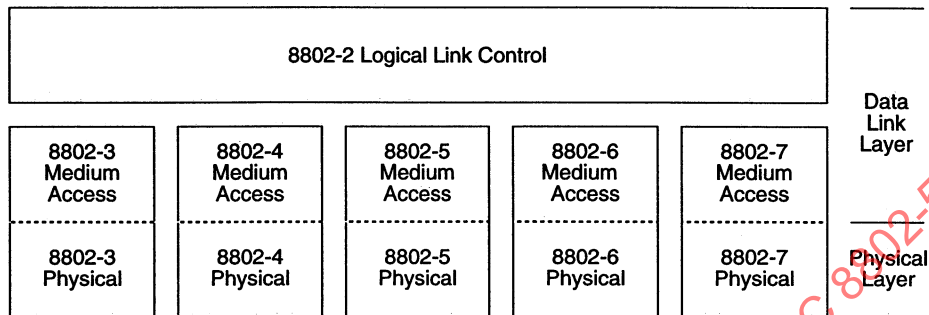 8802-2 Logical Link Control
Data
Link
Layer
8802-3
Medium
Access
8802-4
Medium
Access
8802-5
Medium
Access
8802-6
Medium
Access
8802-7
Medium
Access
8802-3
Physical
8802-4
Physical
8802-5
Physical
8802-6
Physical
8802-7
Physical
Physical
Layer
C 8802-5